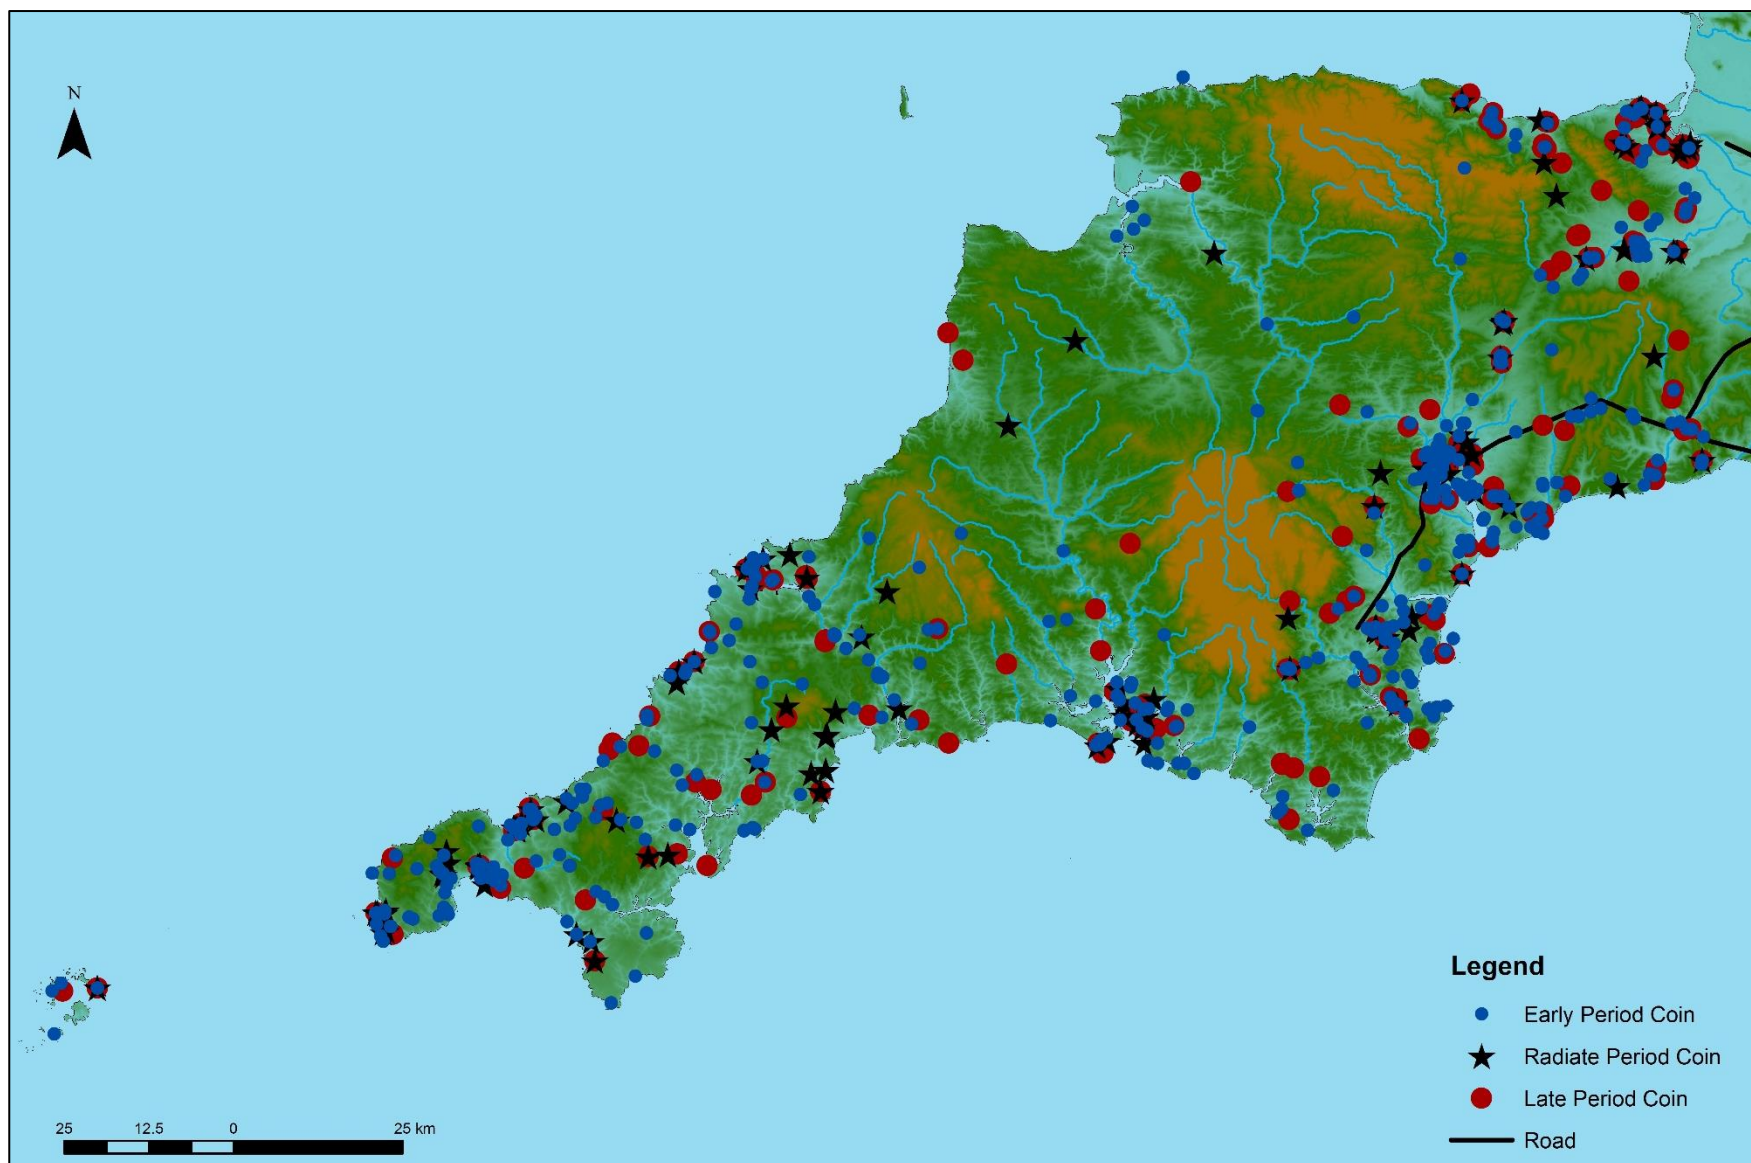 N
Legend
Early Period Coin
Radiate Period Coin
Late Period Coin
Road
25 12.5 0 25 km